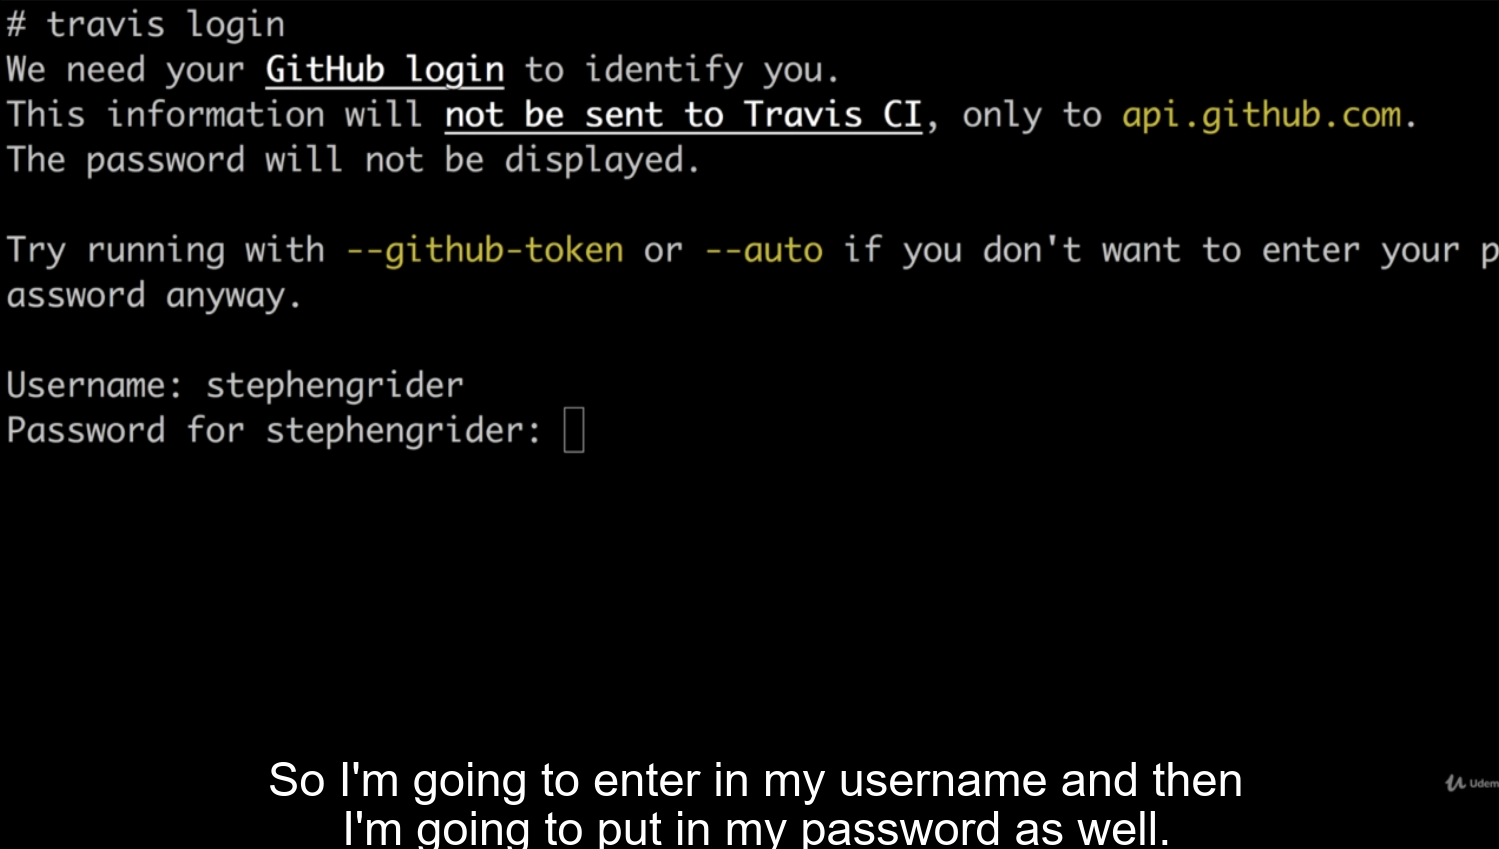 # travis login
We need your GitHub login to identify you.
This information will not be sent to Travis CI, only to api.github.com.
The password will not be displayed.
Try running with --github-token or --auto if you don't want to enter your p
assword anyway.
Username: stephengrider
Password for stephengrider:
So I'm going to enter in my username and then
I'm going to put in my password as well.
Udem